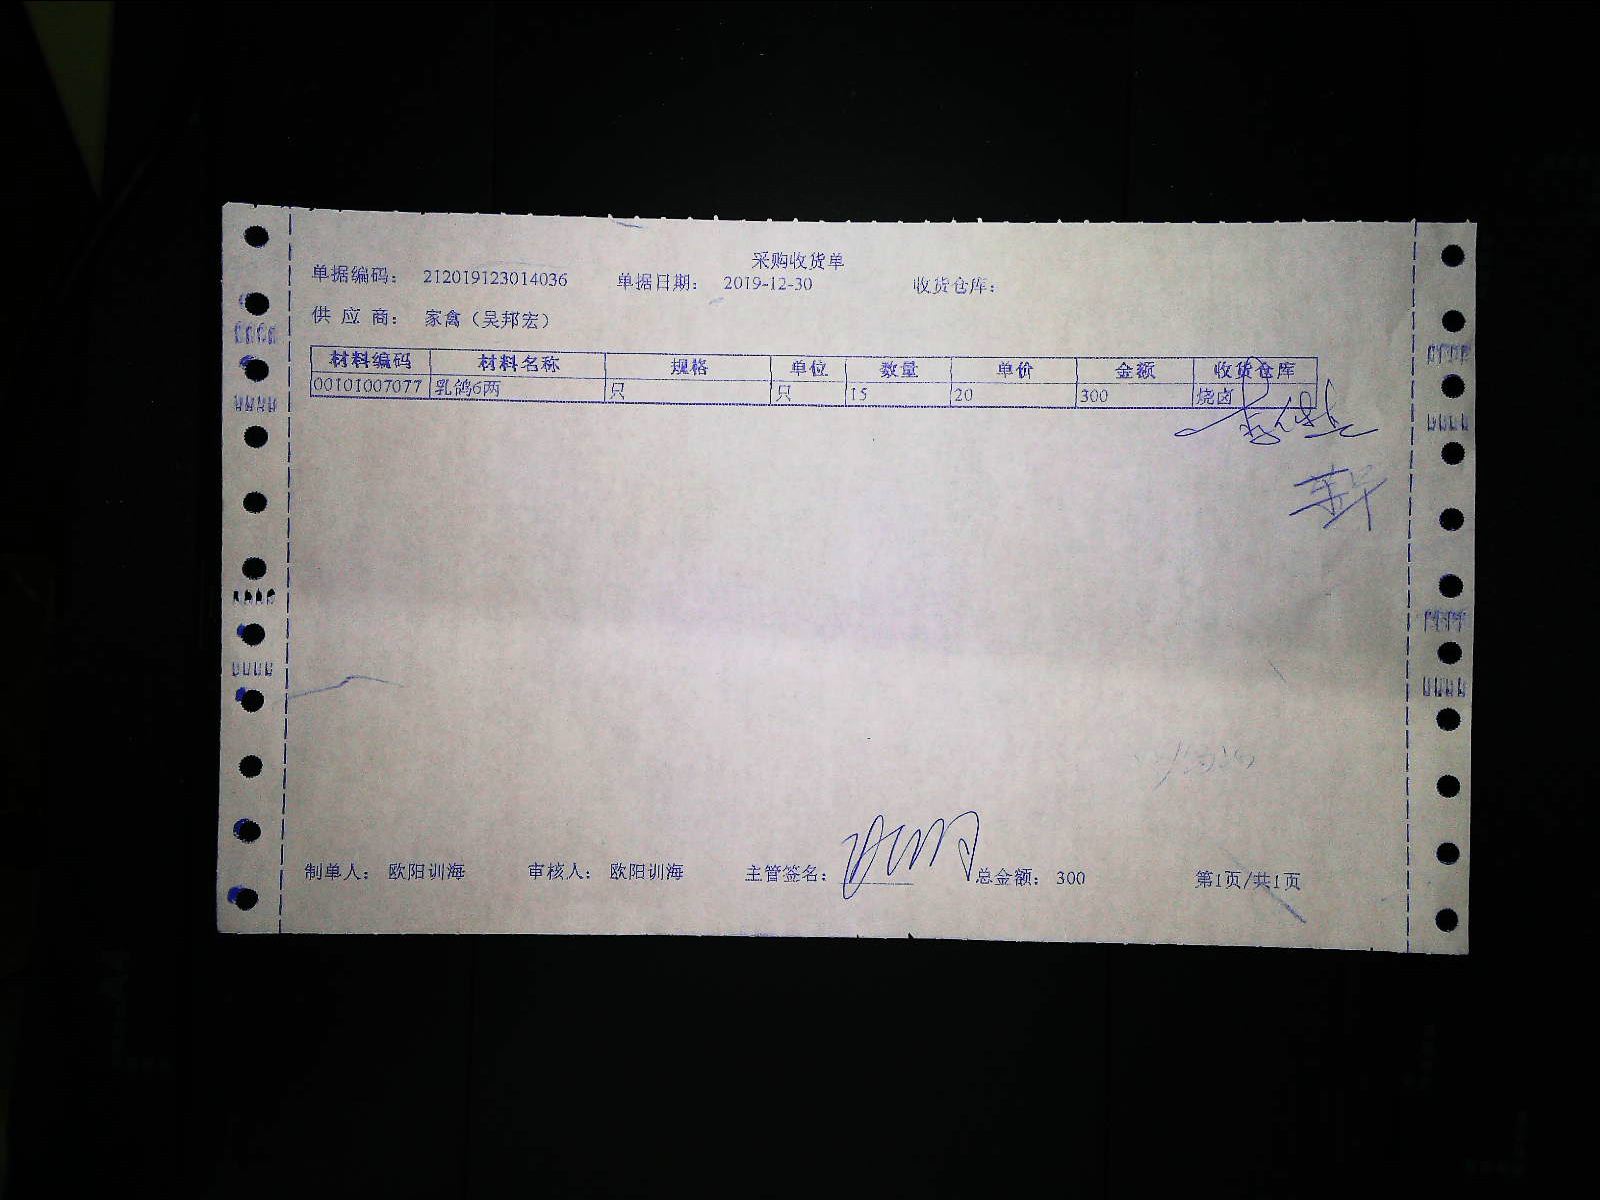 采购收货单
单据编码： 212019123014036 单据日期： 2019-12-30 收货仓库：
供 应 商： 家禽（吴邦宏）
材料编码 材料名称 规格 单位 数量 单价 金额 收货仓库
00101007077 乳鸽6两 只 只 15 20 300 烧卤
制单人： 欧阳训海 审核人： 欧阳训海 主管签名： 总金额： 300 第1页/共1页